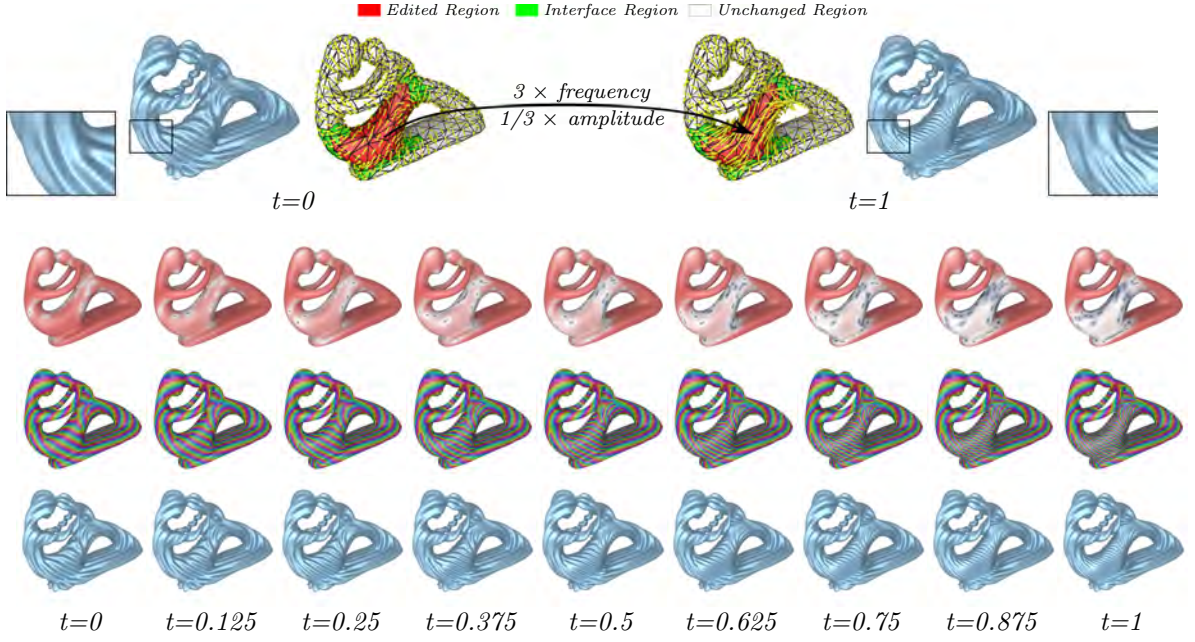 Edited Region Interface Region Unchanged Region
3 × frequency
1/3 × amplitude
t=0 t=1
t=0 t=0.125 t=0.25 t=0.375 t=0.5 t=0.625 t=0.75 t=0.875 t=1